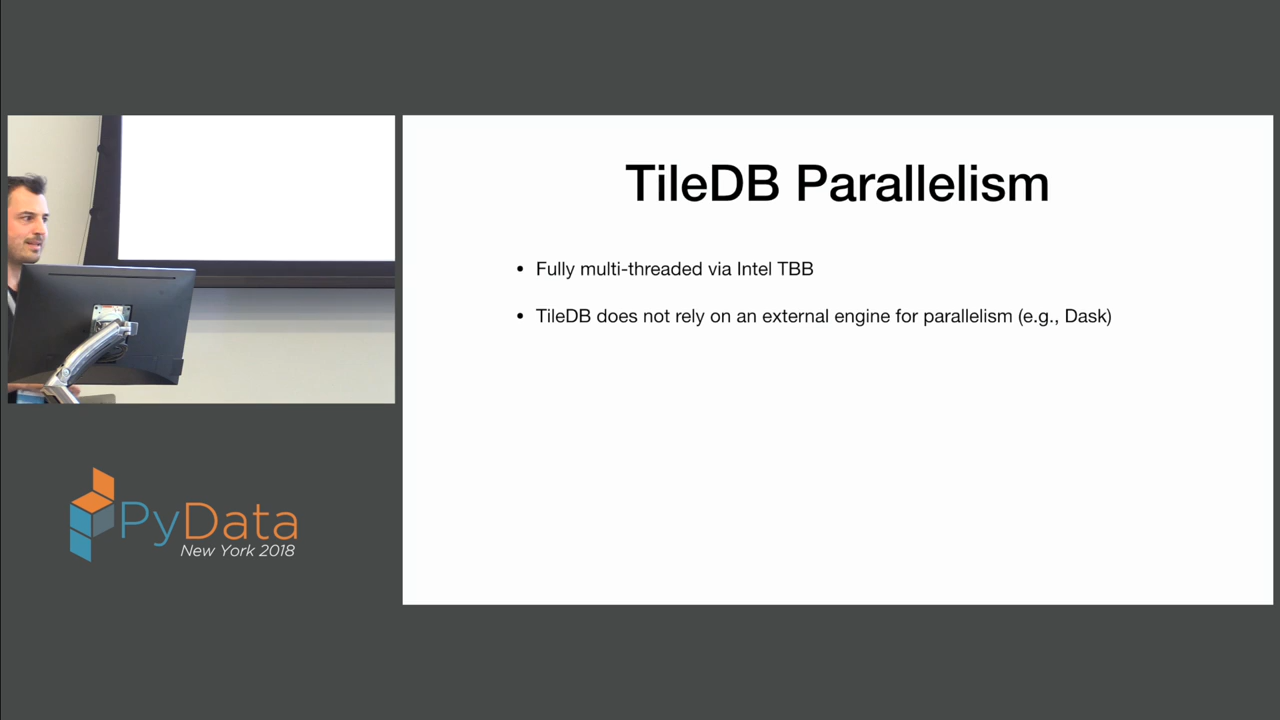 TileDB Parallelism
• Fully multi-threaded via Intel TBB
• TileDB does not rely on an external engine for parallelism (e.g., Dask)
PyData
New York 2018